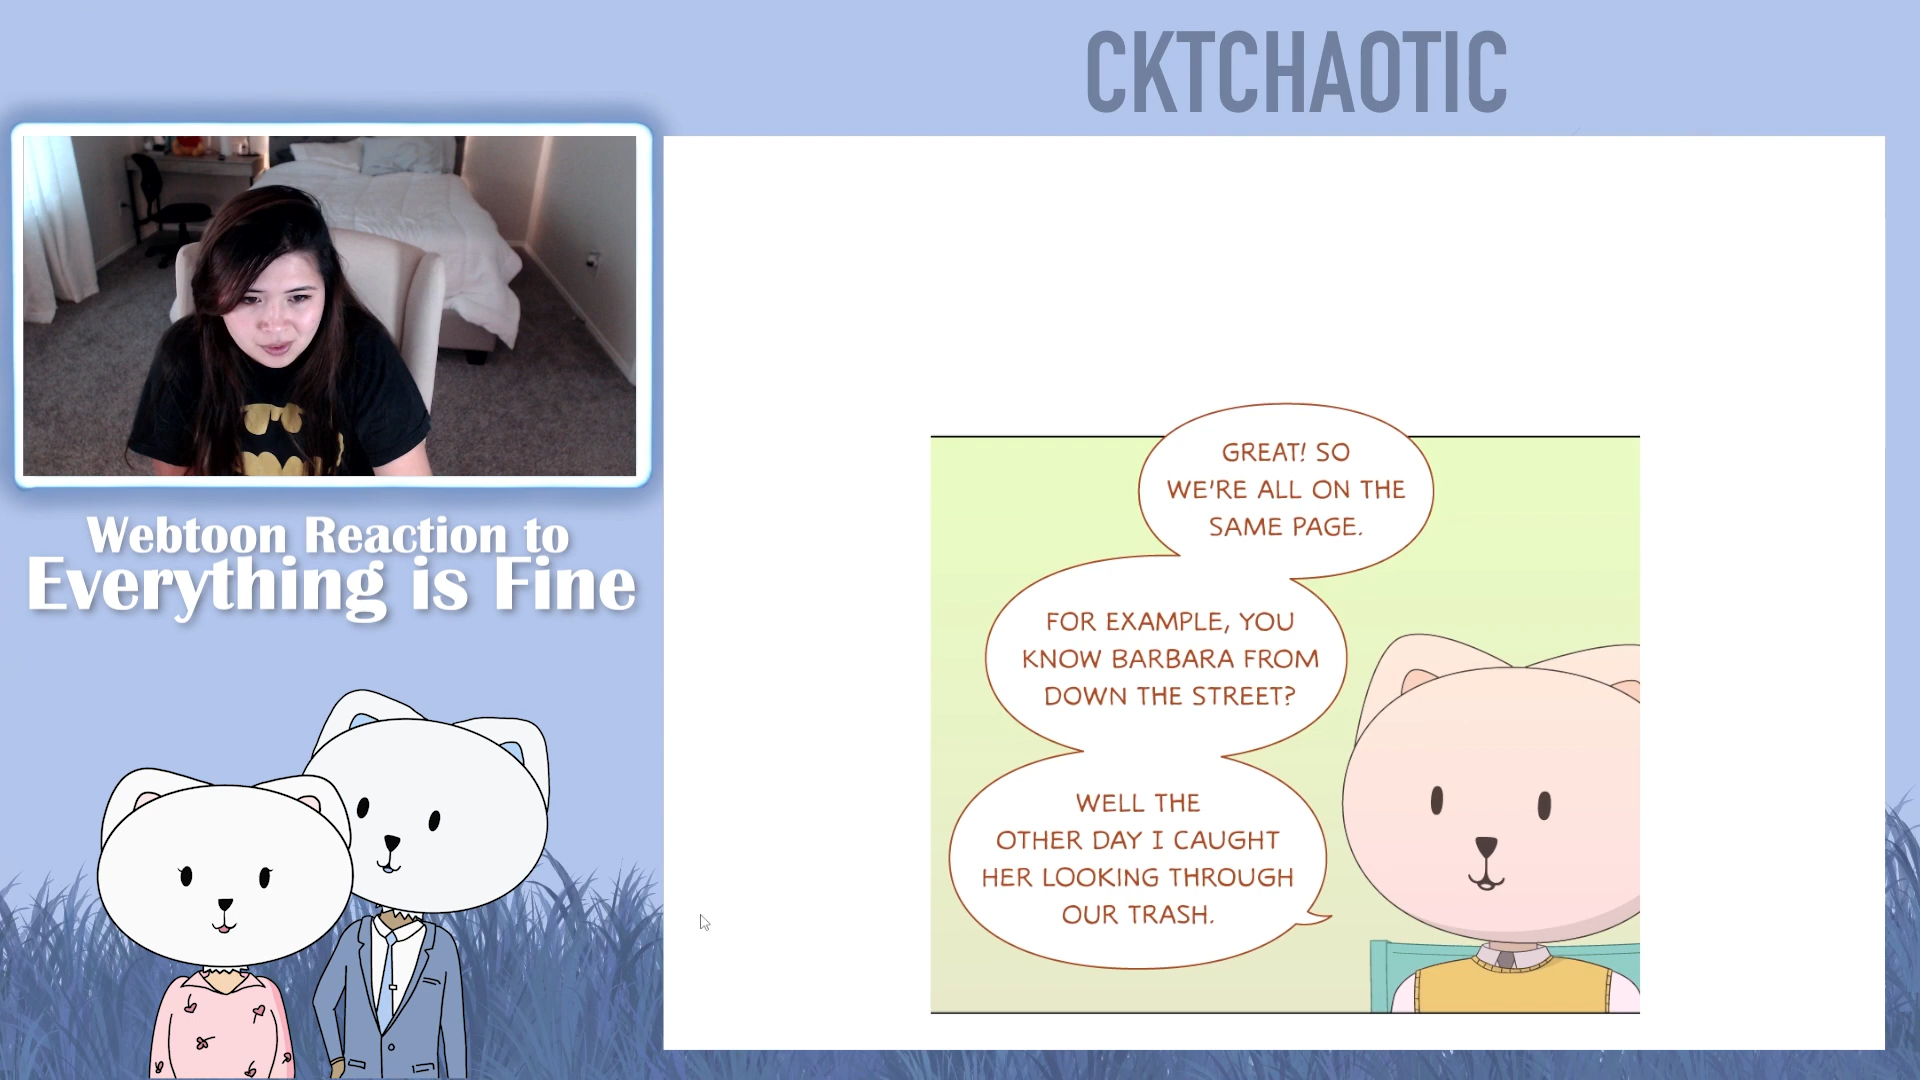 CKTCHAOTIC
Webtoon Reaction to
Everything is Fine
GREAT! SO
WE'RE ALL ON THE
SAME PAGE.
FOR EXAMPLE, YOU
KNOW BARBARA FROM
DOWN THE STREET?
WELL THE
OTHER DAY I CAUGHT
HER LOOKING THROUGH
OUR TRASH.